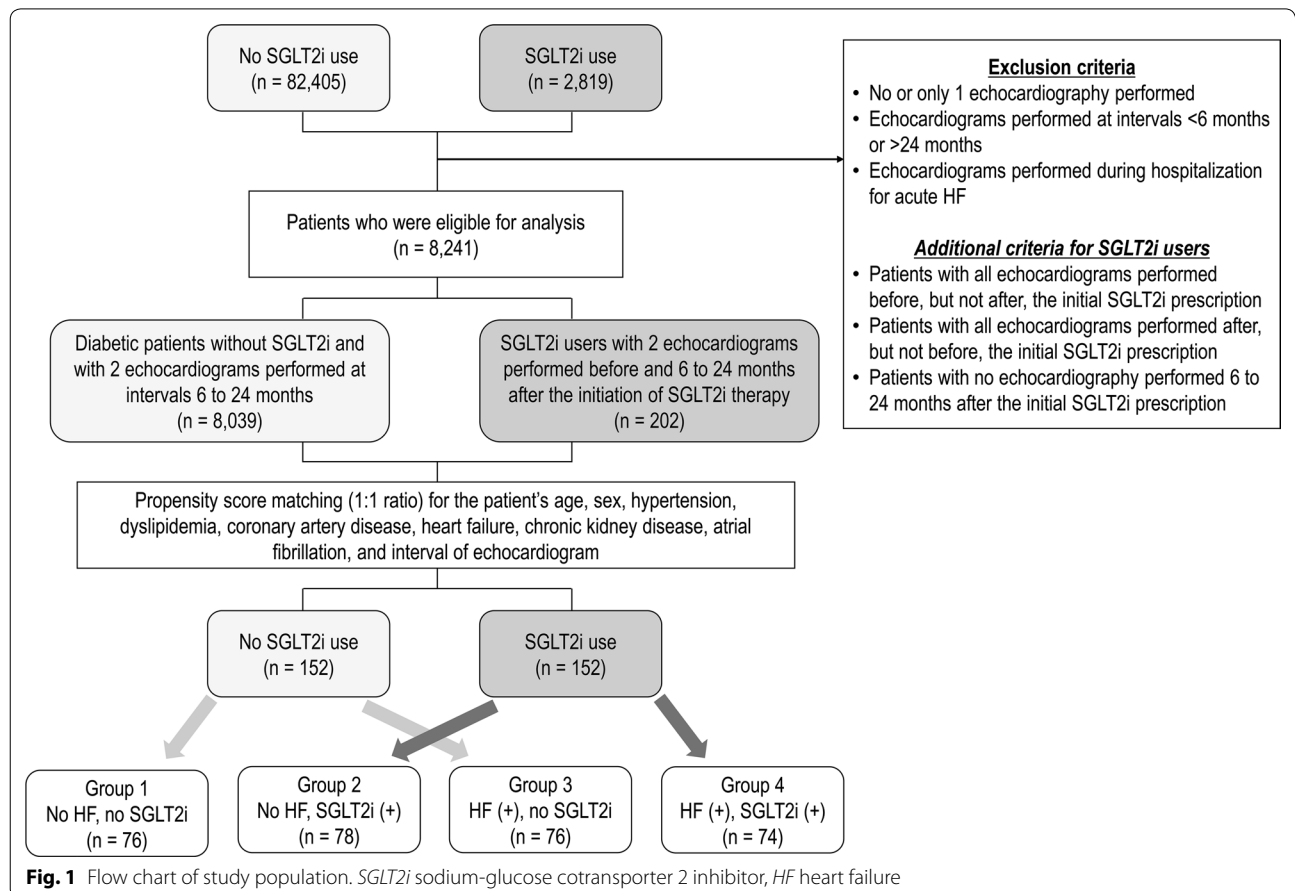 No SGLT2i use
(n = 82,405)
SGLT2i use
(n = 2,819)
Exclusion criteria
• No or only 1 echocardiography performed
• Echocardiograms performed at intervals <6 months
or >24 months
• Echocardiograms performed during hospitalization
for acute HF
Additional criteria for SGLT2i users
• Patients with all echocardiograms performed
before, but not after, the initial SGLT2i prescription
• Patients with all echocardiograms performed after,
but not before, the initial SGLT2i prescription
• Patients with no echocardiography performed 6 to
24 months after the initial SGLT2i prescription
Patients who were eligible for analysis
(n = 8,241)
Diabetic patients without SGLT2i and
with 2 echocardiograms performed at
intervals 6 to 24 months
(n = 8,039)
SGLT2i users with 2 echocardiograms
performed before and 6 to 24 months
after the initiation of SGLT2i therapy
(n = 202)
Propensity score matching (1:1 ratio) for the patient's age, sex, hypertension,
dyslipidemia, coronary artery disease, heart failure, chronic kidney disease, atrial
fibrillation, and interval of echocardiogram
No SGLT2i use
(n = 152)
SGLT2i use
(n = 152)
Group 1
No HF, no SGLT2i
(n = 76)
Group 2
No HF, SGLT2i (+)
(n = 78)
Group 3
HF (+), no SGLT2i
(n = 76)
Group 4
HF (+), SGLT2i (+)
(n = 74)
Fig. 1 Flow chart of study population. SGLT2i sodium-glucose cotransporter 2 inhibitor, HF heart failure